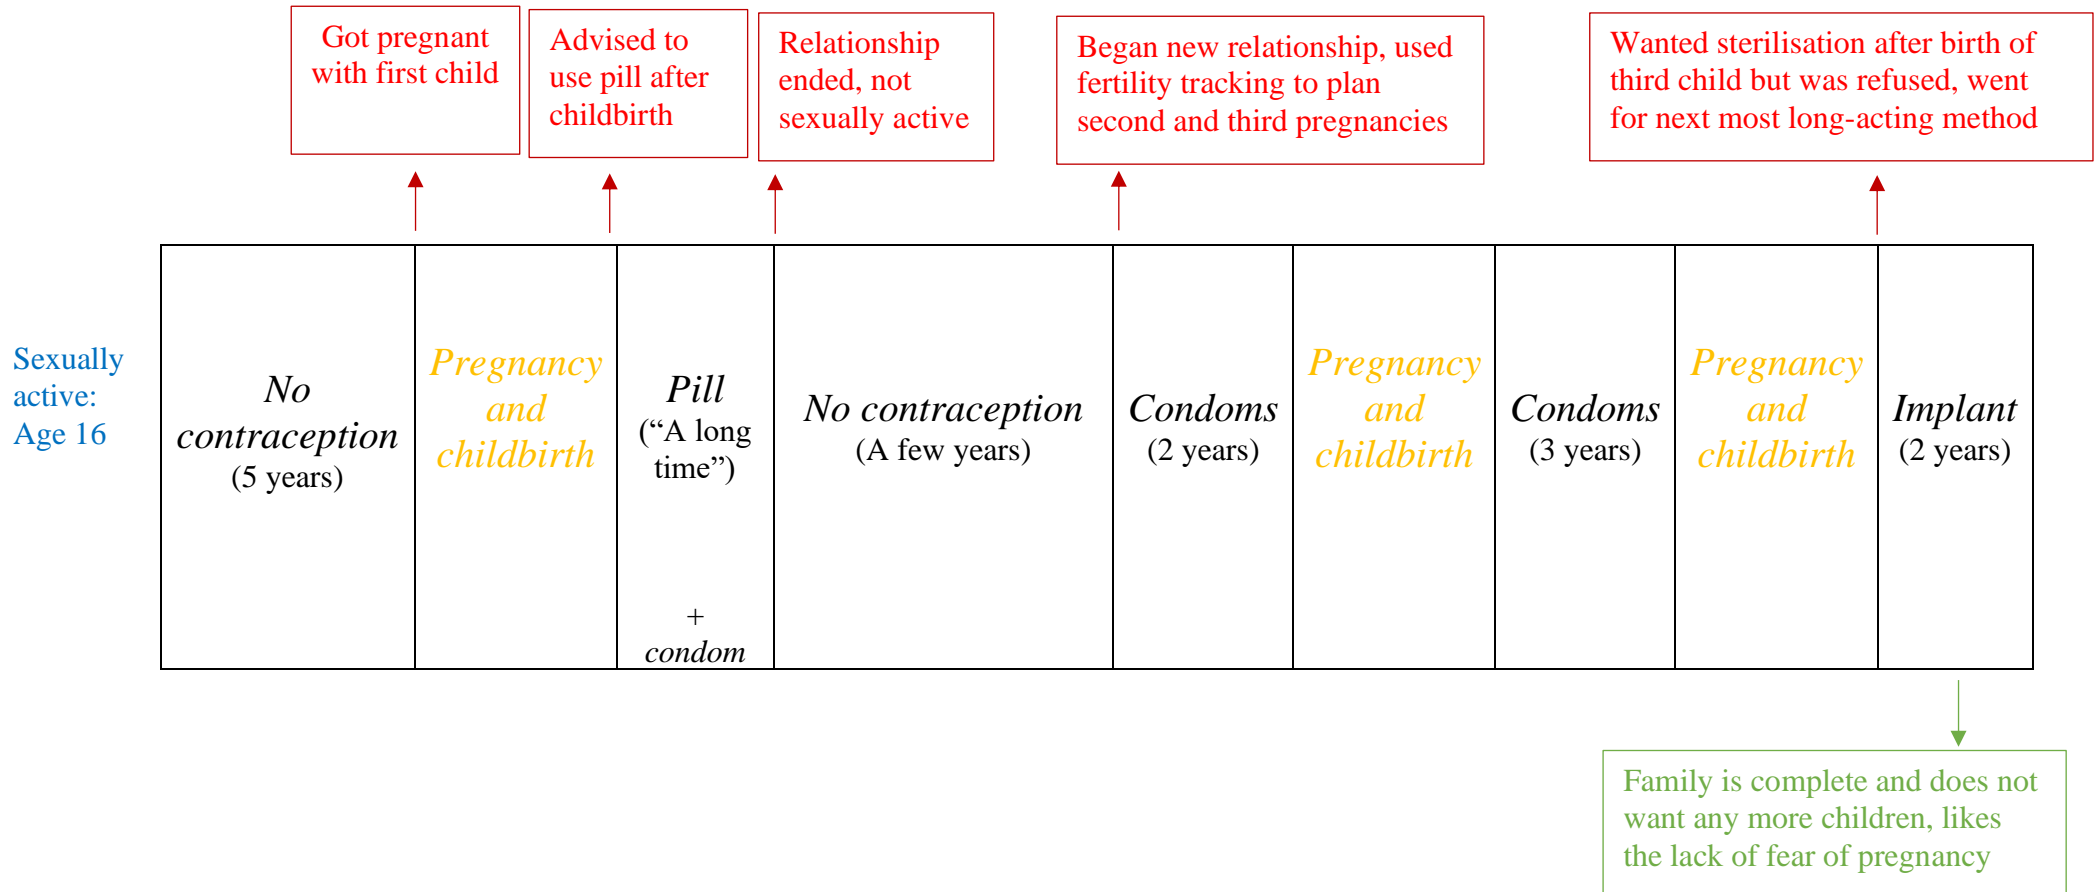 Got pregnant
with first child
Advised to
use pill after
childbirth
Relationship
ended, not
sexually active
Began new relationship, used
fertility tracking to plan
second and third pregnancies
Wanted sterilisation after birth of
third child but was refused, went
for next most long-acting method
Sexually
active:
Age 16
No
contraception
(5 years)
Pregnancy
and
childbirth
Pill
(“A long
time”)
+
condom
No contraception
(A few years)
Condoms
(2 years)
Pregnancy
and
childbirth
Condoms
(3 years)
Pregnancy
and
childbirth
Implant
(2 years)
Family is complete and does not
want any more children, likes
the lack of fear of pregnancy